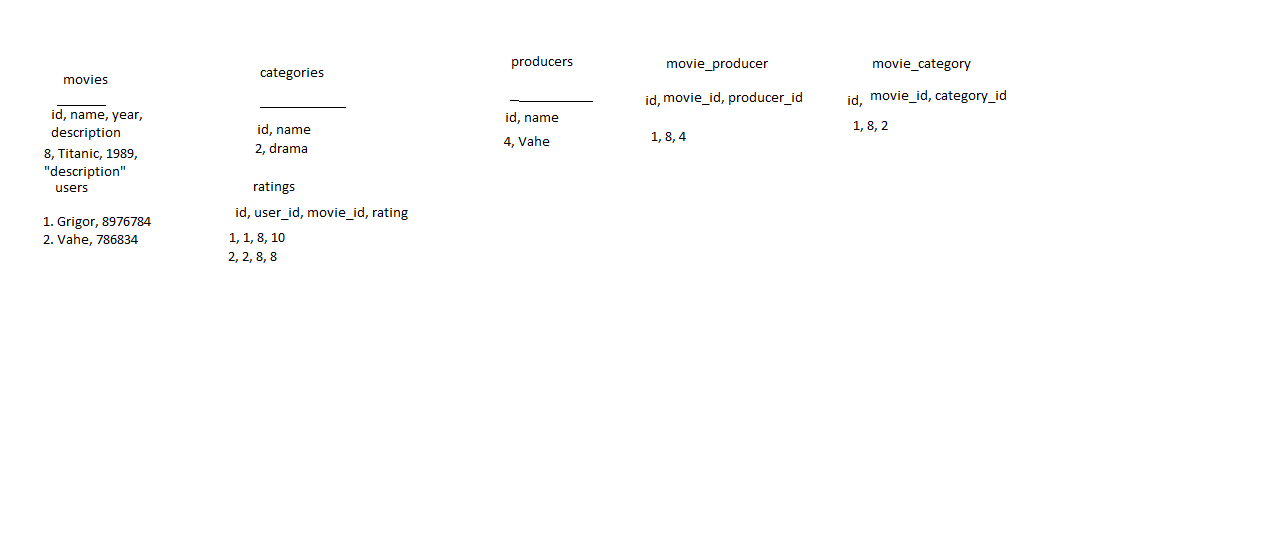 movies
id, name, year,
description
8, Titanic, 1989,
"description"
users
1. Grigor, 8976784
2. Vahe, 786834
categories
id, name
2, drama
ratings
id, user_id, movie_id, rating
1, 1, 8, 10
2, 2, 8, 8
producers
id, name
4, Vahe
movie_producer
id, movie_id, producer_id
1, 8, 4
movie_category
id, movie_id, category_id
1, 8, 2